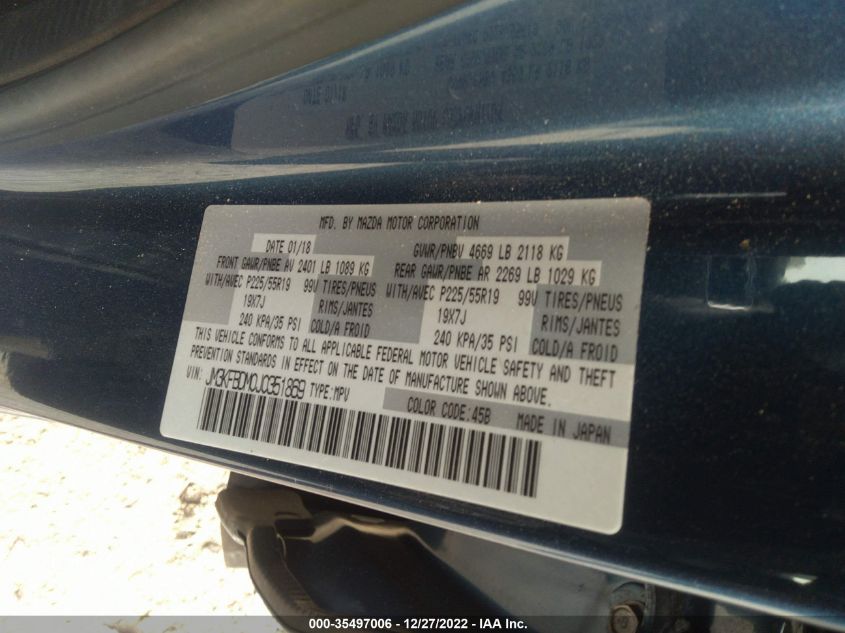 MFD. BY MAZDA MOTOR CORPORATION
DATE 01/18 GVWR/PNBV 4669 LB 2118 KG
FRONT GAWR/PNBE AV 2401 LB 1089 KG REAR GAWR/PNBE AR 2269 LB 1029 KG
WITH/AVEC P225/55R19 99V TIRES/PNEUS WITH/AVEC P225/55R19 99V TIRES/PNEUS
19X7J RIMS/JANTES 19X7J RIMS/JANTES
240 KPA/35 PSI COLD/A FROID 240 KPA/35 PSI COLD/A FROID
THIS VEHICLE CONFORMS TO ALL APPLICABLE FEDERAL MOTOR VEHICLE SAFETY AND THEFT
PREVENTION STANDARDS IN EFFECT ON THE DATE OF MANUFACTURE SHOWN ABOVE.
VIN: JM3KFBDM0J0351869 TYPE:MPV
COLOR CODE:45B MADE IN JAPAN
000-35497006 - 12/27/2022 - IAA Inc.